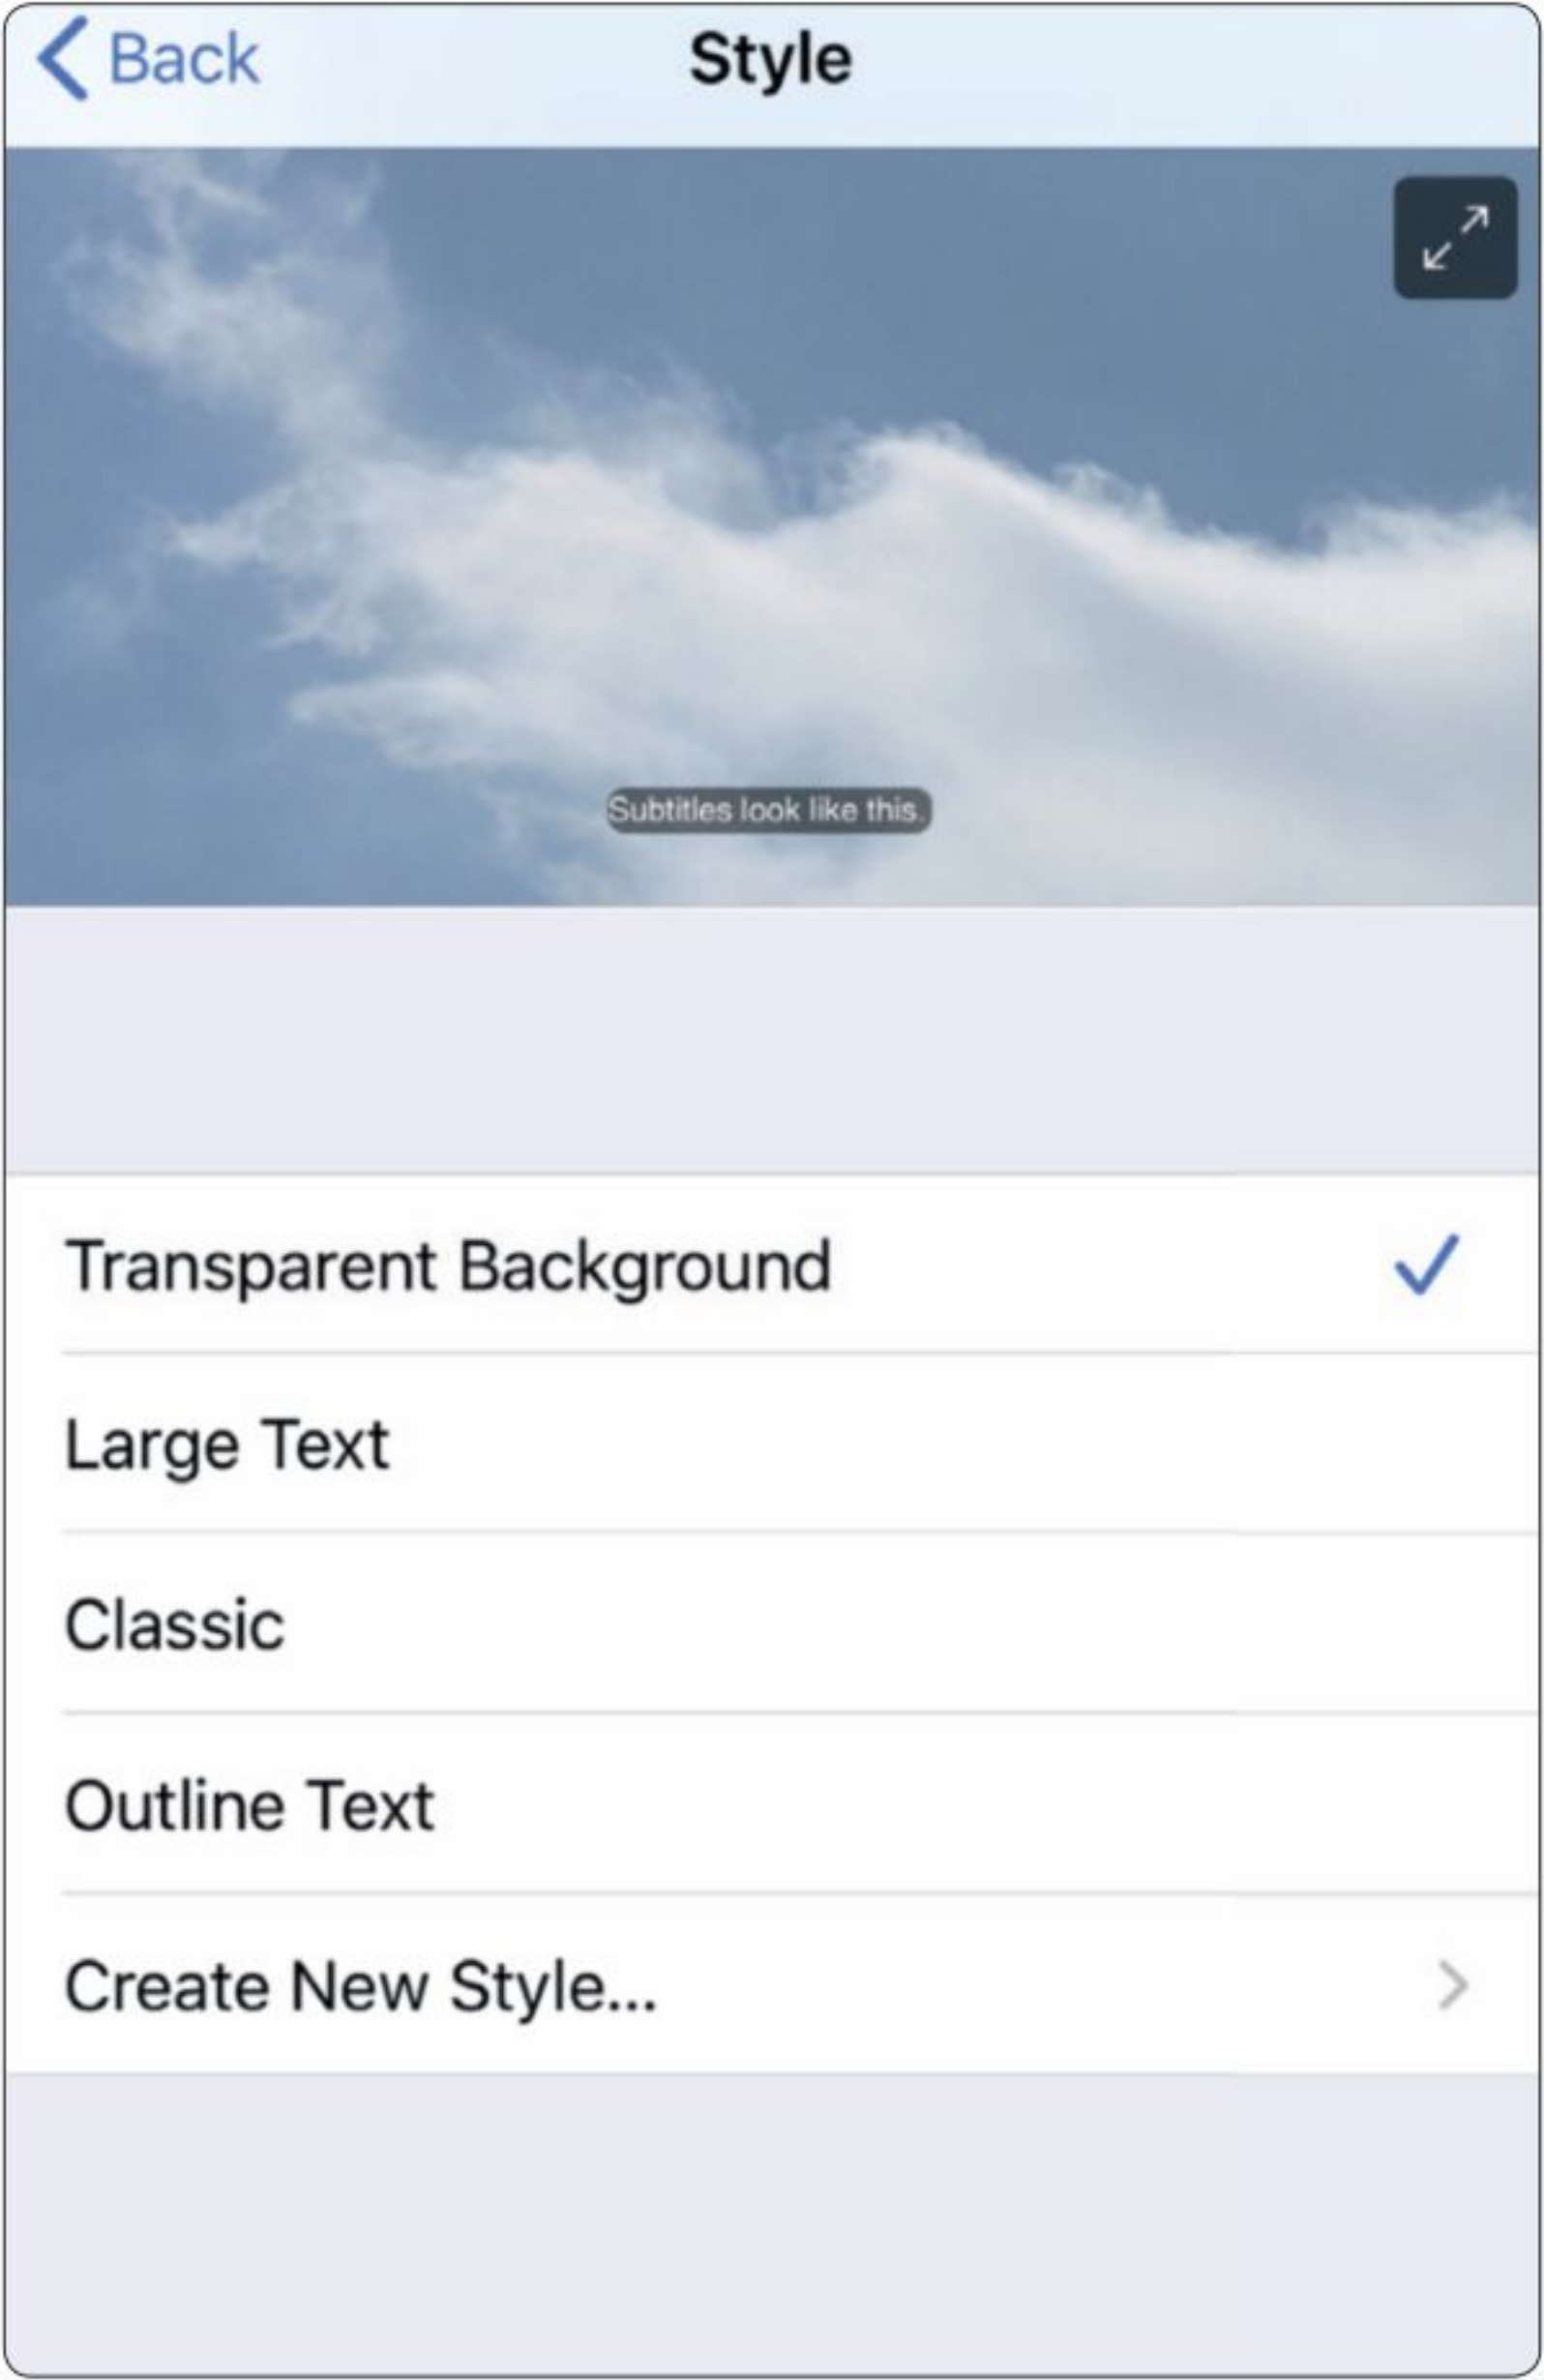 Back
Style
Subtitles look like this.
Transparent Background
Large Text
Classic
Outline Text
Create New Style...